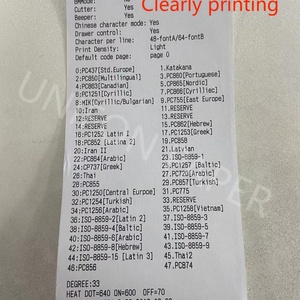 Clearly printing
Cutter: Yes
Beeper: Yes
Chinese character mode: Yes
Drawer control: Yes
Character per line: 48-fontA/64-fontB
Print Density: Light
Default code page: page 0
0:PC437[Std.Europe] 1.Katakana
2:PC850[Multilingual] 3.PC860[Portuguese]
4:PC863[Canadian] 5.PC865[Nordic]
6:PC1251[Cyrillic] 7.PC866[Cyrillic]
8:MIK[Cyrillic/Bulgarian] 9.PC755[East Europe]
10:Iran 11.RESERVE
12:RESERVE 13.RESERVE
14:RESERVE 15.PC862[Hebrew]
16:PC1252 [Latin 1] 17.PC1253[Greek]
18:PC852 [Latina 2] 19.PC858
20:Iran II 21.Latvian
22:PC864[Arabic] 23.ISO-8859-1
24:CP737[Greek] 25.PC1257 [Baltic]
26:Thai 27.PC720[Arabic]
28:PC855 29.PC857[Turkish]
30:PC1250[Central Europe] 31.PC775
32:PC1254[Turkish] 33.PC1255[Hebrew]
34:PC1256[Arabic] 35.PC1258[Vietnam]
36:ISO-8859-2[Latin 2] 37.ISO-8859-3
38:ISO-8859-4[Baltic] 39.ISO-8859-5
40:ISO-8859-6[Arabic] 41.ISO-8859-7
42:ISO-8859-8[Hebrew] 43.ISO-8859-9
44:ISO-8859-15 [Latin 3] 45.Thai2
46:PC856 47.PC874
DEGREE:33
HEAT DOT=640 ON=600 OFF=70